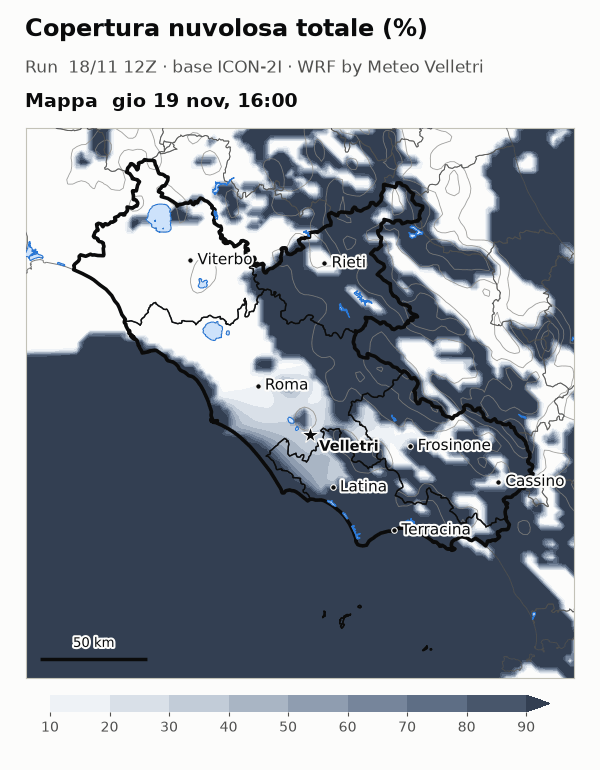 Copertura nuvolosa totale (%)
Run 18/11 12Z · base ICON-2I · WRF by Meteo Velletri
Mappa gio 19 nov, 16:00
Viterbo
Rieti
Roma
Velletri
Frosinone
Cassino
Latina
Terracina
50 km
10 20 30 40 50 60 70 80 90